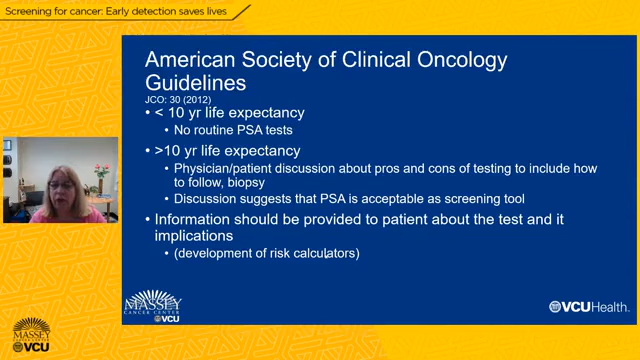 Screening for cancer: Early detection saves lives
American Society of Clinical Oncology
Guidelines
JCO: 30 (2012)
• < 10 yr life expectancy
• No routine PSA tests
• >10 yr life expectancy
• Physician/patient discussion about pros and cons of testing to include how
to follow, biopsy
• Discussion suggests that PSA is acceptable as screening tool
• Information should be provided to patient about the test and it
implications
• (development of risk calculators)
MASSEY
CANCER CENTER
VCU
VCUHealth.
MASSEY
CANCER CENTER
VCU